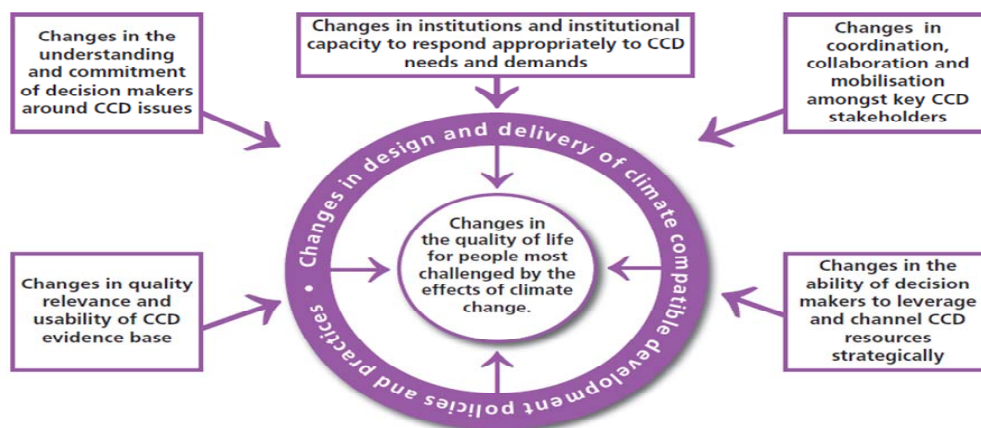 Changes in the
understanding
and commitment
of decision makers
around CCD issues
Changes in institutions and institutional
capacity to respond appropriately to CCD
needs and demands
Changes in
coordination,
collaboration and
mobilisation
amongst key CCD
stakeholders
Changes in design and delivery of climate compatible development policies and practices •
Changes in
the quality of life
for people most
challenged by the
effects of climate
change.
Changes in quality
relevance and
usability of CCD
evidence base
Changes in the
ability of decision
makers to leverage
and channel CCD
resources
strategically